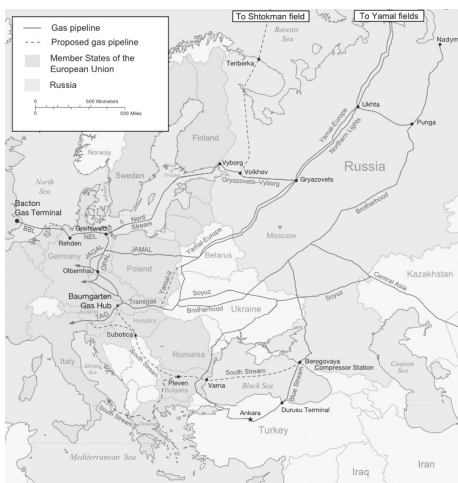 To Shtokman field
To Yamal fields
Gas pipeline
Proposed gas pipeline
Member States of the
European Union
Russia
0 500 Kilometers
0 500 Miles
Barents
Sea
Nadym
Teriberka
Ukhta
Yamal-Europe
Northern Lights
Punga
Finland
Norway
Sweden
Vyborg
Volkhov
Gryazovets-Vyborg
Gryazovets
Russia
North
Sea
Bacton
Gas Terminal
BBL
Rehden
NEL
Greifswald
Nord
Stream
Moscow
Brotherhood
JAGAL
OPAL
JAMAL
Yamal-Europe
Belarus
Germany
Olbernhau
Poland
Yamal-II
Kazakhstan
Central Asia
Baumgarten
Gas Hub
Transgas
Soyuz
Soyuz
Brotherhood
Ukraine
Austria
TAG
Hungary
Subotica
Romania
South Stream
Italy
Adriatic
Sea
Pleven
Bulgaria
Varna
South Stream
Black Sea
Beregovaya
Compressor Station
Blue Stream
Caspian
Sea
South Stream
Ankara
Durusu Terminal
Turkey
Mediterranean Sea
Iraq
Iran